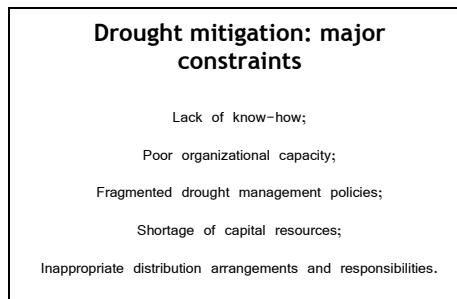 Drought mitigation: major
constraints
Lack of know-how;
Poor organizational capacity;
Fragmented drought management policies;
Shortage of capital resources;
Inappropriate distribution arrangements and responsibilities.